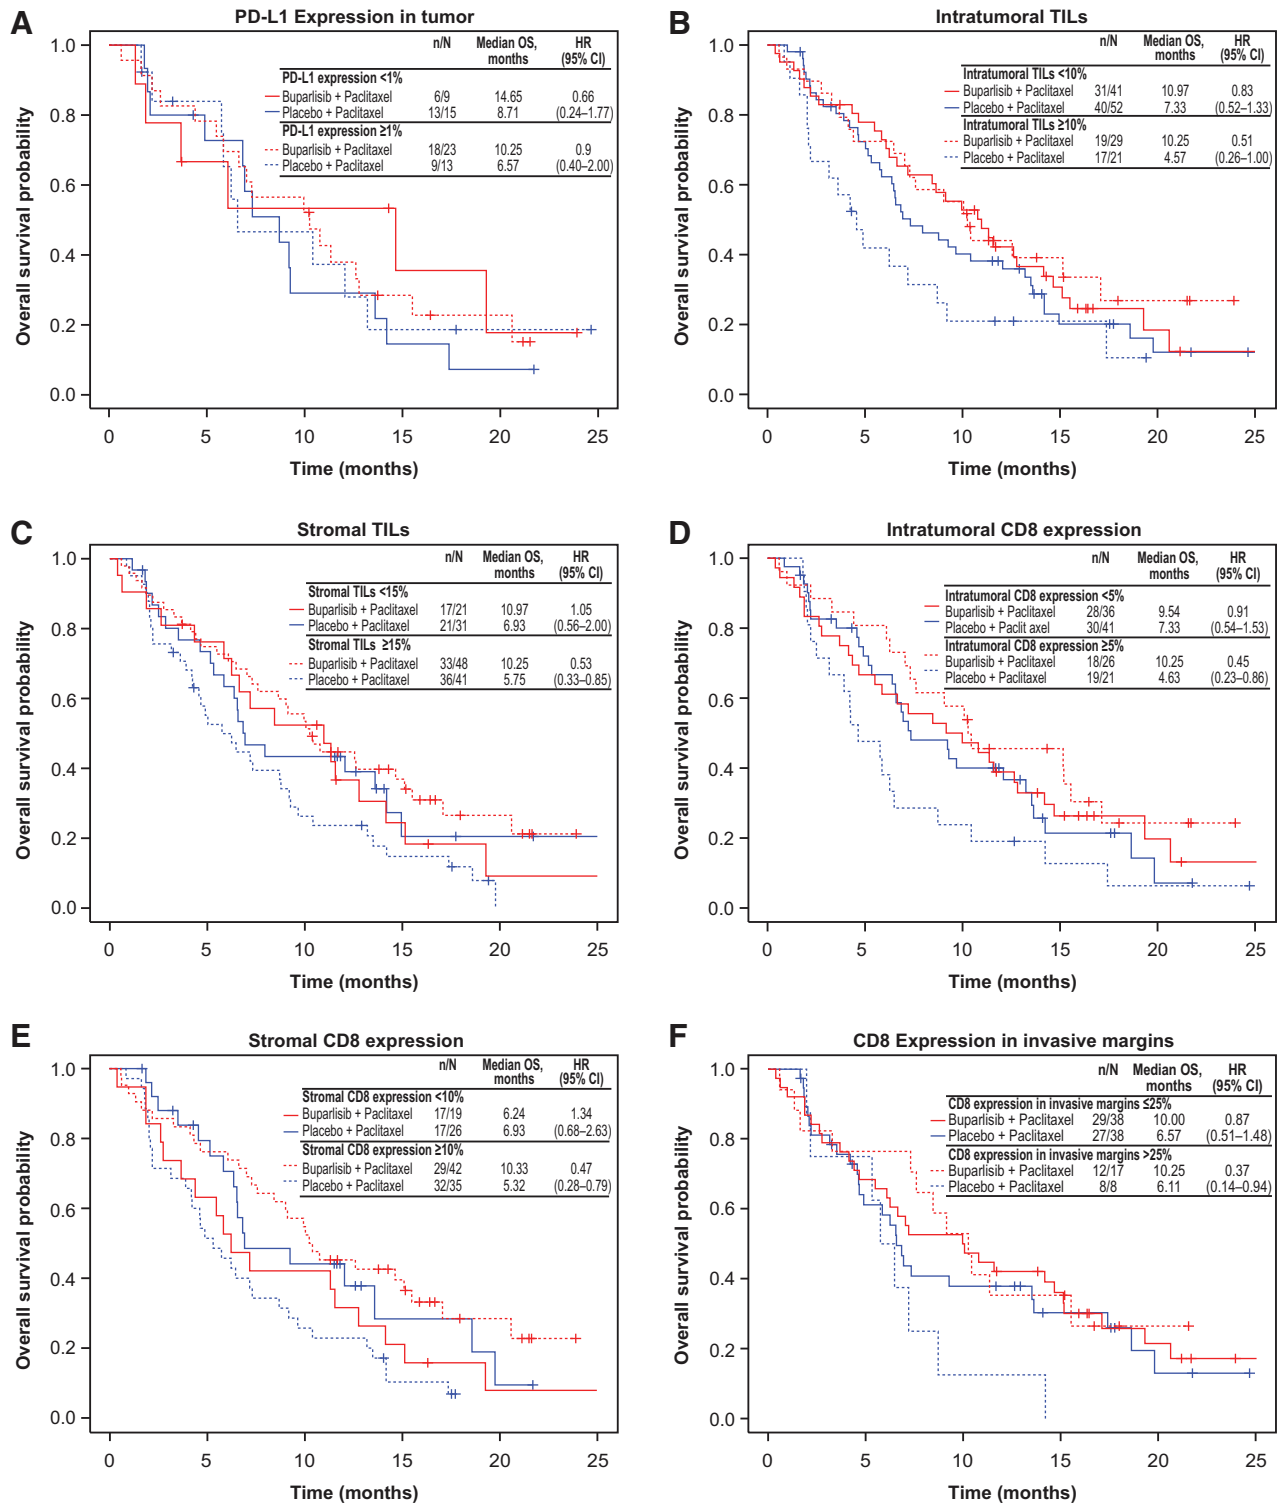 A
PD-L1 Expression in tumor
n/N Median OS, months HR (95% CI)
PD-L1 expression <1%
Buparlisib + Paclitaxel 6/9 14.65 0.66
Placebo + Paclitaxel 13/15 8.71 (0.24–1.77)
PD-L1 expression ≥1%
Buparlisib + Paclitaxel 18/23 10.25 0.9
Placebo + Paclitaxel 9/13 6.57 (0.40–2.00)
Overall survival probability
1.0
0.8
0.6
0.4
0.2
0.0
0 5 10 15 20 25
Time (months)
B
Intratumoral TILs
n/N Median OS, months HR (95% CI)
Intratumoral TILs <10%
Buparlisib + Paclitaxel 31/41 10.97 0.83
Placebo + Paclitaxel 40/52 7.33 (0.52–1.33)
Intratumoral TILs ≥10%
Buparlisib + Paclitaxel 19/29 10.25 0.51
Placebo + Paclitaxel 17/21 4.57 (0.26–1.00)
Overall survival probability
1.0
0.8
0.6
0.4
0.2
0.0
0 5 10 15 20 25
Time (months)
C
Stromal TILs
n/N Median OS, months HR (95% CI)
Stromal TILs <15%
Buparlisib + Paclitaxel 17/21 10.97 1.05
Placebo + Paclitaxel 21/31 6.93 (0.56–2.00)
Stromal TILs ≥15%
Buparlisib + Paclitaxel 33/48 10.25 0.53
Placebo + Paclitaxel 36/41 5.75 (0.33–0.85)
Overall survival probability
1.0
0.8
0.6
0.4
0.2
0.0
0 5 10 15 20 25
Time (months)
D
Intratumoral CD8 expression
n/N Median OS, months HR (95% CI)
Intratumoral CD8 expression <5%
Buparlisib + Paclitaxel 28/36 9.54 0.91
Placebo + Paclit axel 30/41 7.33 (0.54–1.53)
Intratumoral CD8 expression ≥5%
Buparlisib + Paclitaxel 18/26 10.25 0.45
Placebo + Paclitaxel 19/21 4.63 (0.23–0.86)
Overall survival probability
1.0
0.8
0.6
0.4
0.2
0.0
0 5 10 15 20 25
Time (months)
E
Stromal CD8 expression
n/N Median OS, months HR (95% CI)
Stromal CD8 expression <10%
Buparlisib + Paclitaxel 17/19 6.24 1.34
Placebo + Paclitaxel 17/26 6.93 (0.68–2.63)
Stromal CD8 expression ≥10%
Buparlisib + Paclitaxel 29/42 10.33 0.47
Placebo + Paclitaxel 32/35 5.32 (0.28–0.79)
Overall survival probability
1.0
0.8
0.6
0.4
0.2
0.0
0 5 10 15 20 25
Time (months)
F
CD8 Expression in invasive margins
n/N Median OS, months HR (95% CI)
CD8 expression in invasive margins ≤25%
Buparlisib + Paclitaxel 29/38 10.00 0.87
Placebo + Paclitaxel 27/38 6.57 (0.51–1.48)
CD8 expression in invasive margins >25%
Buparlisib + Paclitaxel 12/17 10.25 0.37
Placebo + Paclitaxel 8/8 6.11 (0.14–0.94)
Overall survival probability
1.0
0.8
0.6
0.4
0.2
0.0
0 5 10 15 20 25
Time (months)